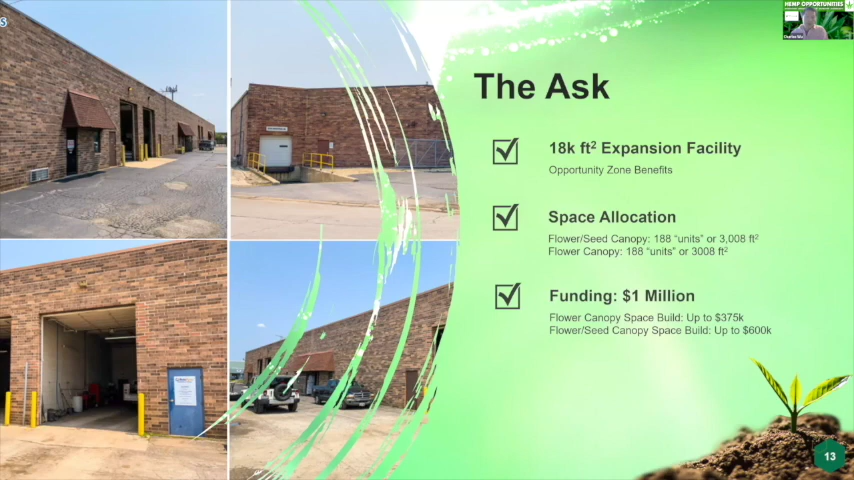 S
HEMP OPPORTUNITIES
The Ask
18k ft² Expansion Facility
Opportunity Zone Benefits
Space Allocation
Flower/Seed Canopy: 188 “units” or 3,008 ft²
Flower Canopy: 188 “units” or 3008 ft²
Funding: $1 Million
Flower Canopy Space Build: Up to $375k
Flower/Seed Canopy Space Build: Up to $600k
13